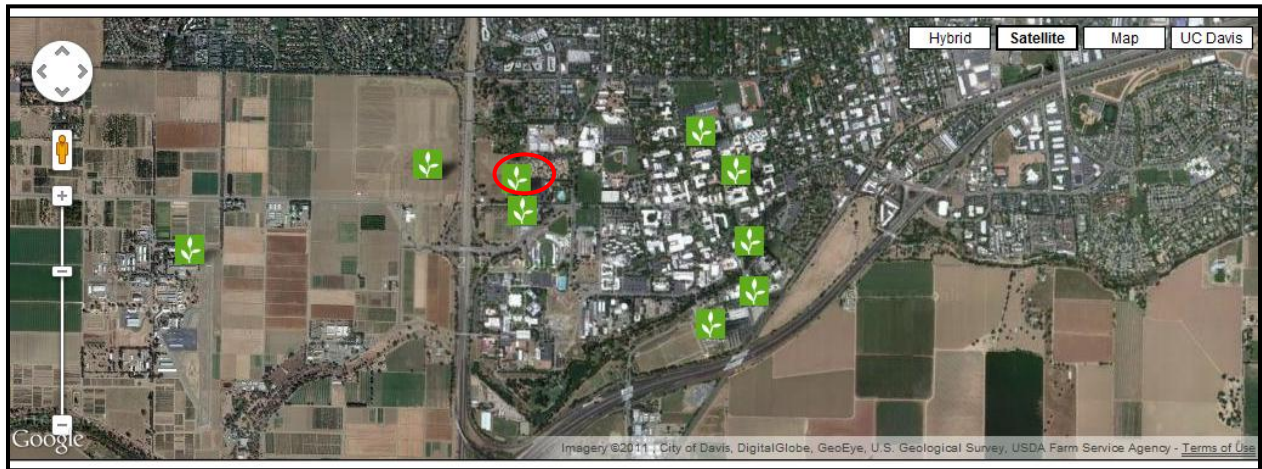 Hybrid Satellite Map UC Davis
Google
Imagery ©2011, City of Davis, DigitalGlobe, GeoEye, U.S. Geological Survey, USDA Farm Service Agency - Terms of Use